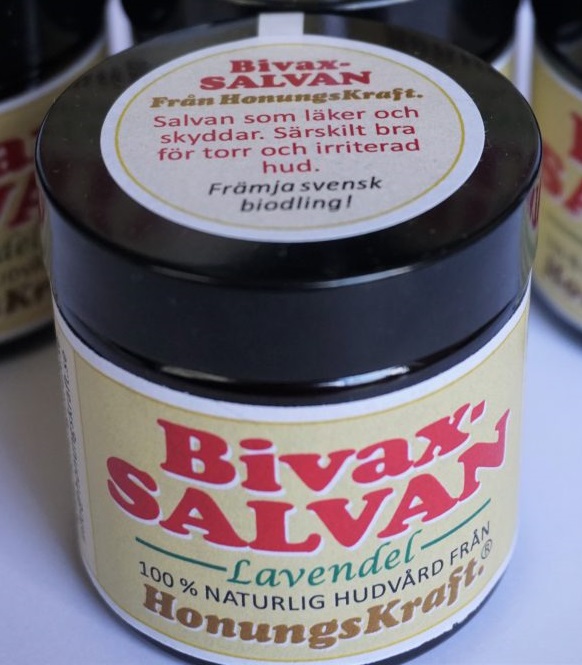 Bivax-
SALVAN
Från HonungsKraft.
Salvan som läker och
skyddar. Särskilt bra
för torr och irriterad
hud.
Främja svensk
biodling!
Bivax-
SALVAN
Lavendel
100 % NATURLIG HUDVÅRD FRÅN
HonungsKraft.®